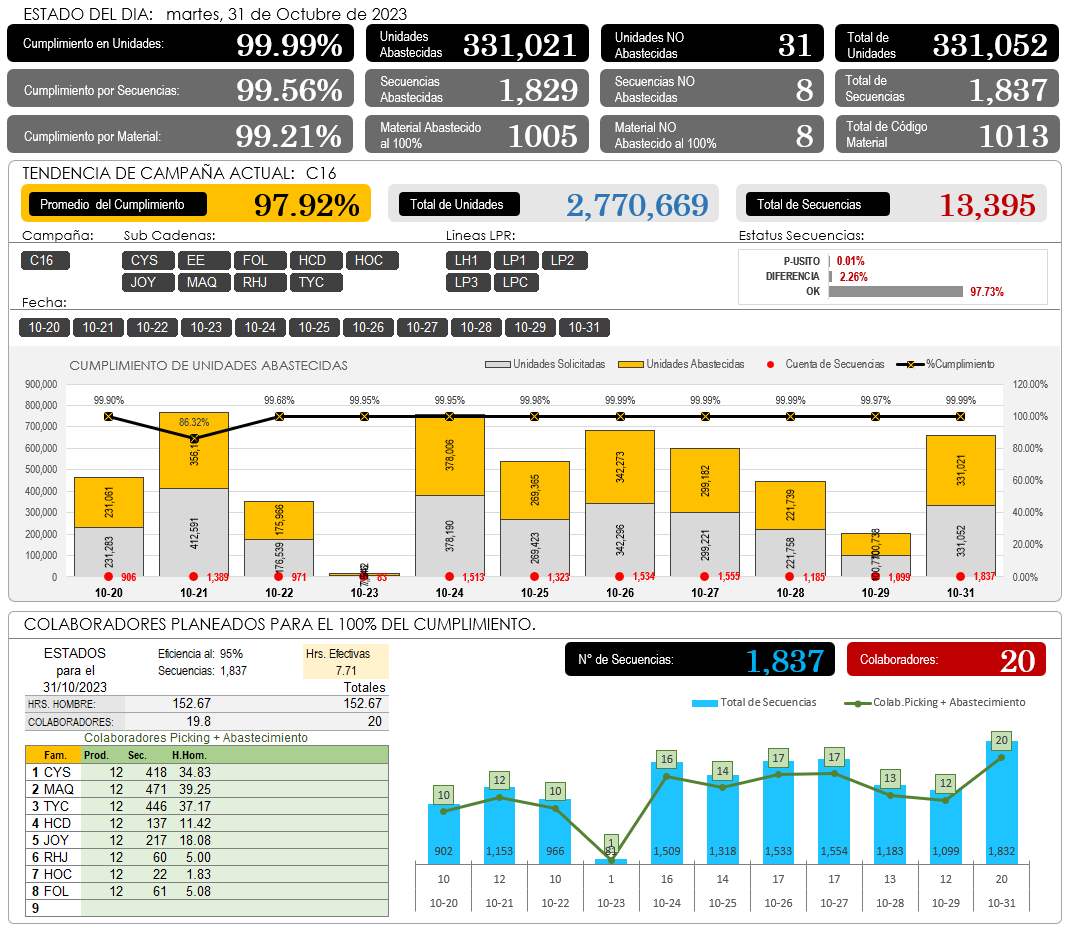 ESTADO DEL DIA: martes, 31 de Octubre de 2023
Cumplimiento en Unidades: 99.99%
Unidades Abastecidas 331,021
Unidades NO Abastecidas 31
Total de Unidades 331,052
Cumplimiento por Secuencias: 99.56%
Secuencias Abastecidas 1,829
Secuencias NO Abastecidas 8
Total de Secuencias 1,837
Cumplimiento por Material: 99.21%
Material Abastecido al 100% 1005
Material NO Abastecido al 100% 8
Total de Código Material 1013
TENDENCIA DE CAMPAÑA ACTUAL: C16
Promedio del Cumplimiento 97.92%
Total de Unidades 2,770,669
Total de Secuencias 13,395
Campaña: Sub Cadenas: Lineas LPR: Estatus Secuencias:
C16 CYS EE FOL HCD HOC LH1 LP1 LP2
JOY MAQ RHJ TYC LP3 LPC
P-USITO 0.01%
DIFERENCIA 2.26%
OK 97.73%
Fecha:
10-20 10-21 10-22 10-23 10-24 10-25 10-26 10-27 10-28 10-29 10-31
CUMPLIMIENTO DE UNIDADES ABASTECIDAS
Unidades Solicitadas Unidades Abastecidas Cuenta de Secuencias %Cumplimiento
900,000
800,000
700,000
600,000
500,000
400,000
300,000
200,000
100,000
0
120.00%
100.00%
80.00%
60.00%
40.00%
20.00%
0.00%
99.90% 86.32% 99.68% 99.95% 99.95% 99.98% 99.99% 99.99% 99.99% 99.97% 99.99%
231,061 175,966 378,006 269,365 342,273 299,182 221,739 100,738 331,021
231,283 412,591 176,539 378,190 269,423 342,296 299,221 221,758 331,052
906 1,389 971 83 1,513 1,323 1,534 1,555 1,185 1,099 1,837
10-20 10-21 10-22 10-23 10-24 10-25 10-26 10-27 10-28 10-29 10-31
COLABORADORES PLANEADOS PARA EL 100% DEL CUMPLIMIENTO.
ESTADOS
para el
31/10/2023
Eficiencia al: 95%
Secuencias: 1,837
Hrs. Efectivas
7.71
Totales
HRS. HOMBRE: 152.67 152.67
COLABORADORES: 19.8 20
Colaboradores Picking + Abastecimiento
Fam. Prod. Sec. H.Hom.
1 CYS 12 418 34.83
2 MAQ 12 471 39.25
3 TYC 12 446 37.17
4 HCD 12 137 11.42
5 JOY 12 217 18.08
6 RHJ 12 60 5.00
7 HOC 12 22 1.83
8 FOL 12 61 5.08
9
N° de Secuencias: 1,837
Colaboradores: 20
Total de Secuencias Colab.Picking + Abastecimiento
10 12 10 1 16 14 17 17 13 12 20
902 1,153 966 81 1,509 1,318 1,533 1,554 1,183 1,099 1,832
10 12 10 1 16 14 17 17 13 12 20
10-20 10-21 10-22 10-23 10-24 10-25 10-26 10-27 10-28 10-29 10-31